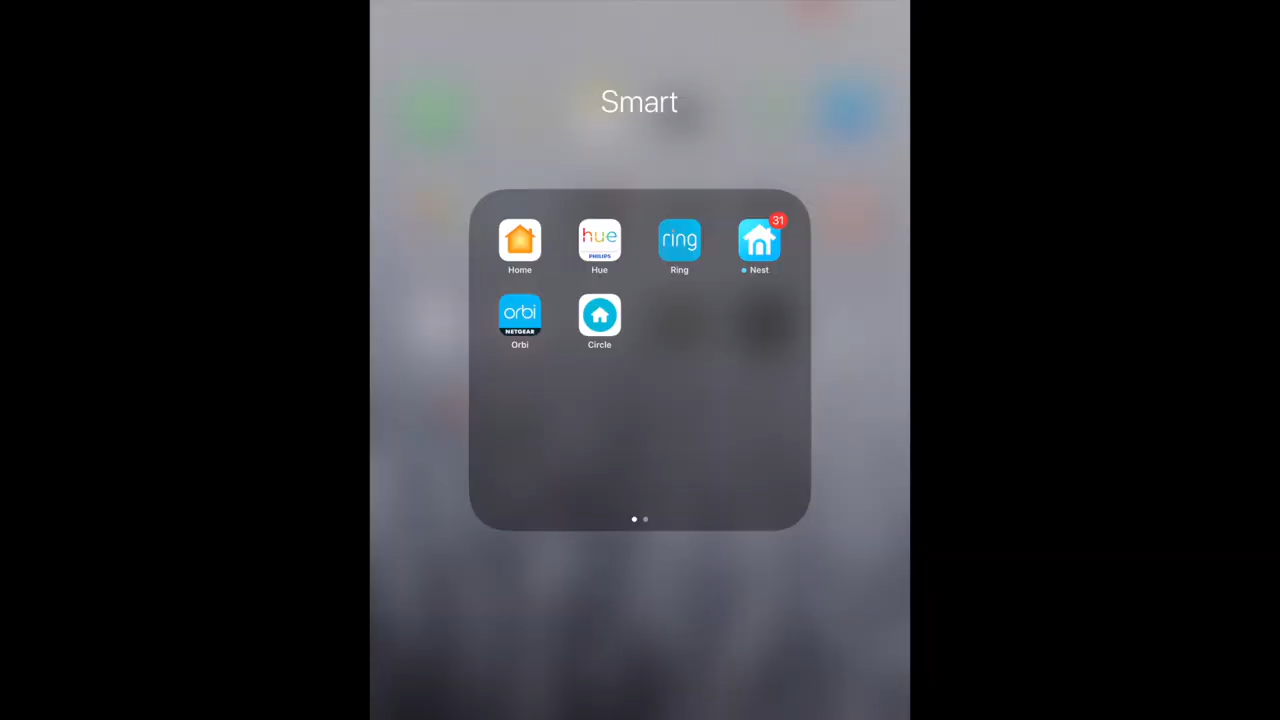 Smart
31
hue
PHILIPS
ring
Home
Hue
Ring
Nest
orbi
NETGEAR
Orbi
Circle